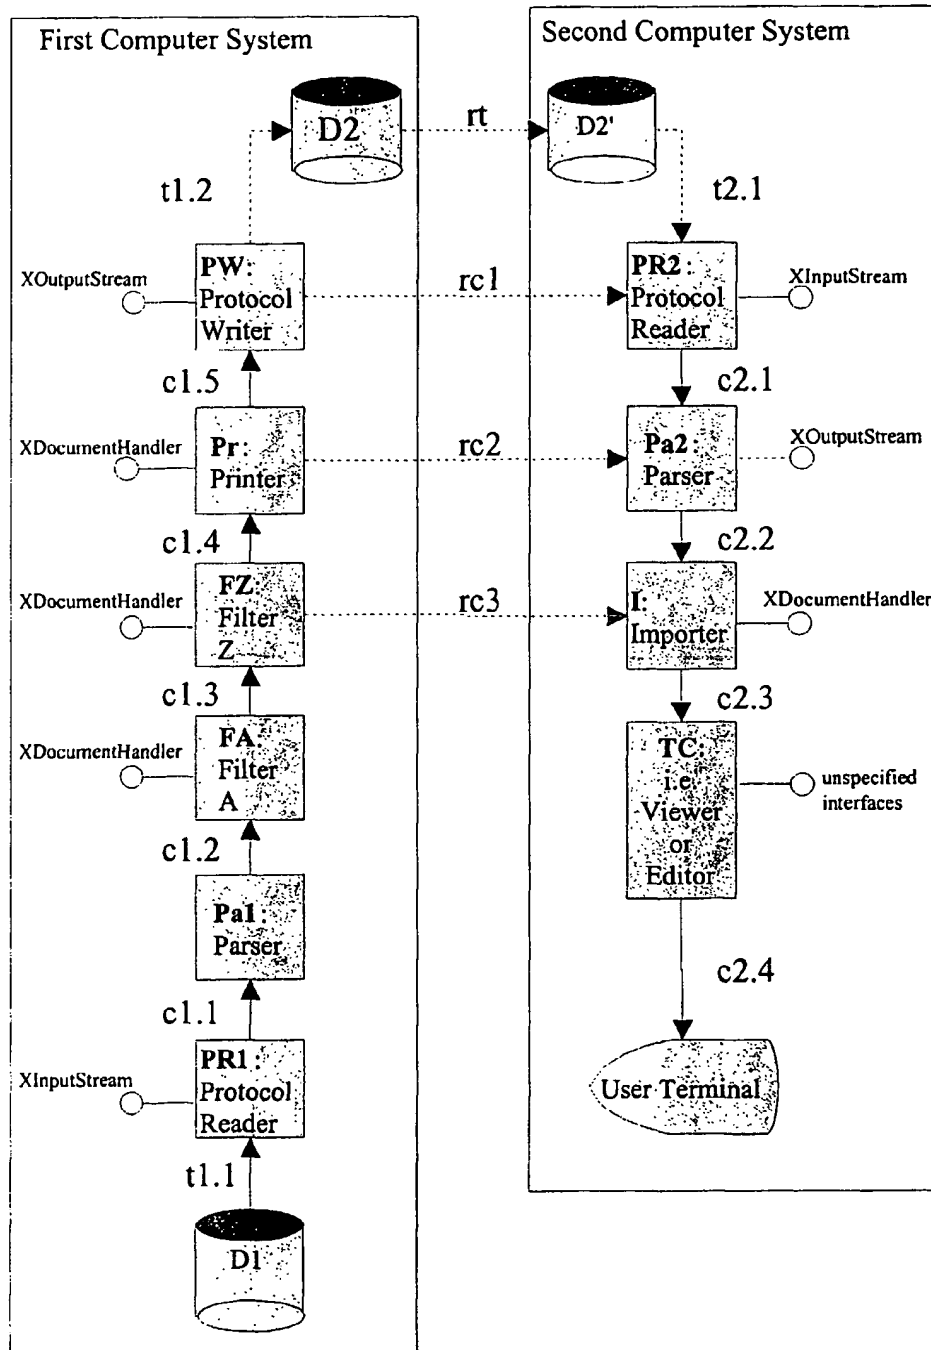 First Computer System
Second Computer System
D2
rt
D2'
t1.2
t2.1
XOutputStream
PW:
Protocol
Writer
rc1
PR2:
Protocol
Reader
XInputStream
c1.5
c2.1
XDocumentHandler
Pr:
Printer
rc2
Pa2:
Parser
XOutputStream
c1.4
c2.2
XDocumentHandler
FZ:
Filter
Z
rc3
I:
Importer
XDocumentHandler
c1.3
c2.3
XDocumentHandler
FA:
Filter
A
TC:
i.e
Viewer
or
Editor
unspecified
interfaces
c1.2
Pa1:
Parser
c2.4
c1.1
XInputStream
PR1:
Protocol
Reader
User Terminal
t1.1
D1